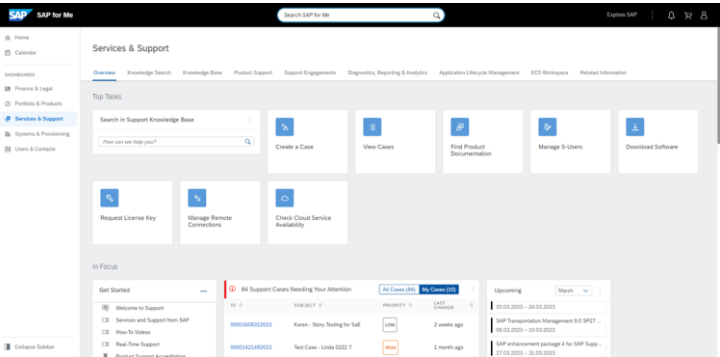 SAP SAP for Me
Search SAP for Me
Explore SAP
Home
Calendar
DASHBOARDS
Finance & Legal
Portfolio & Products
Services & Support
Systems & Provisioning
Users & Contacts
Collapse Sidebar
Services & Support
Overview Knowledge Search Knowledge Base Product Support Support Engagements Diagnostics, Reporting & Analytics Application Lifecycle Management ECS Workspace Related Information
Top Tasks
Search in Support Knowledge Base
How can we help you?
Create a Case
View Cases
Find Product
Documentation
Manage S-Users
Download Software
Request License Key
Manage Remote
Connections
Check Cloud Service
Availability
In Focus
Get Started
Welcome to Support
Services and Support from SAP
How-To Videos
Real-Time Support
Product Support Accreditation
84 Support Cases Needing Your Attention
All Cases (84) My Cases (10)
ID SUBJECT PRIORITY LAST
CHANGE
Karen - Story Testing for SaE LOW 2 weeks ago
Test Case - Linda 0222 7 HIGH 1 month ago
Upcoming March
20.03.2023 – 24.03.2023
SAP Transportation Management 9.0 SP27 ...
06.03.2023 – 10.03.2023
SAP enhancement package 4 for SAP Supp...
27.03.2023 – 31.03.2023